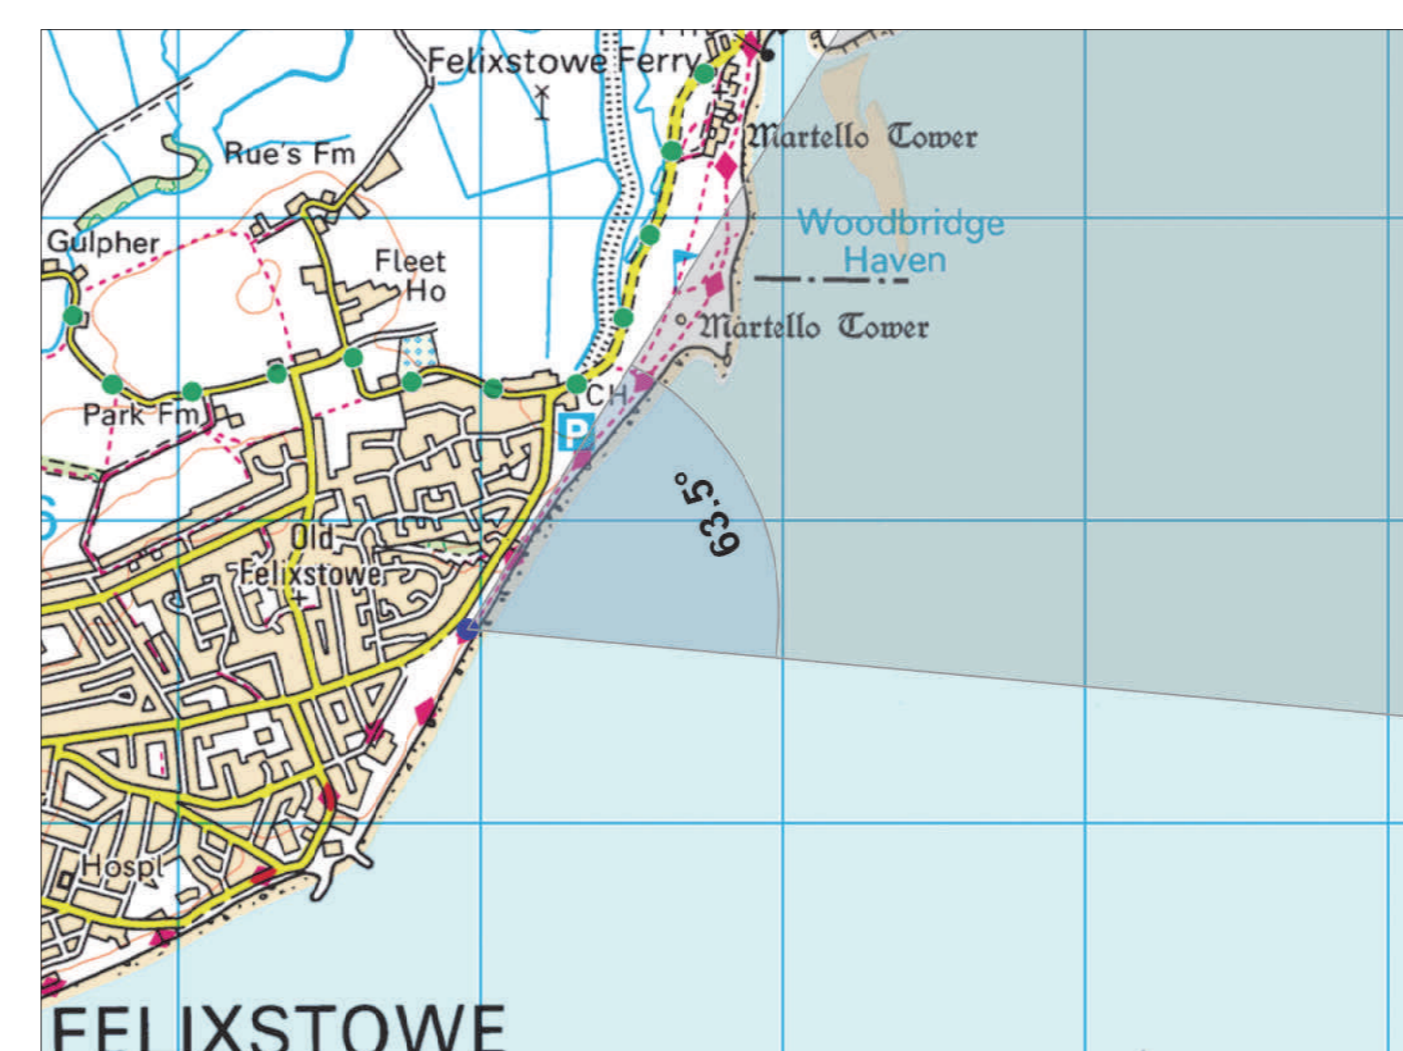 Felixstowe Ferry
Martello Tower
Rue's Fm
Woodbridge
Haven
Gulpher
Fleet
Ho
Martello Tower
CH
Park Fm
P
63.5°
6
Old
Felixstowe
Hospl
FELIXSTOWE